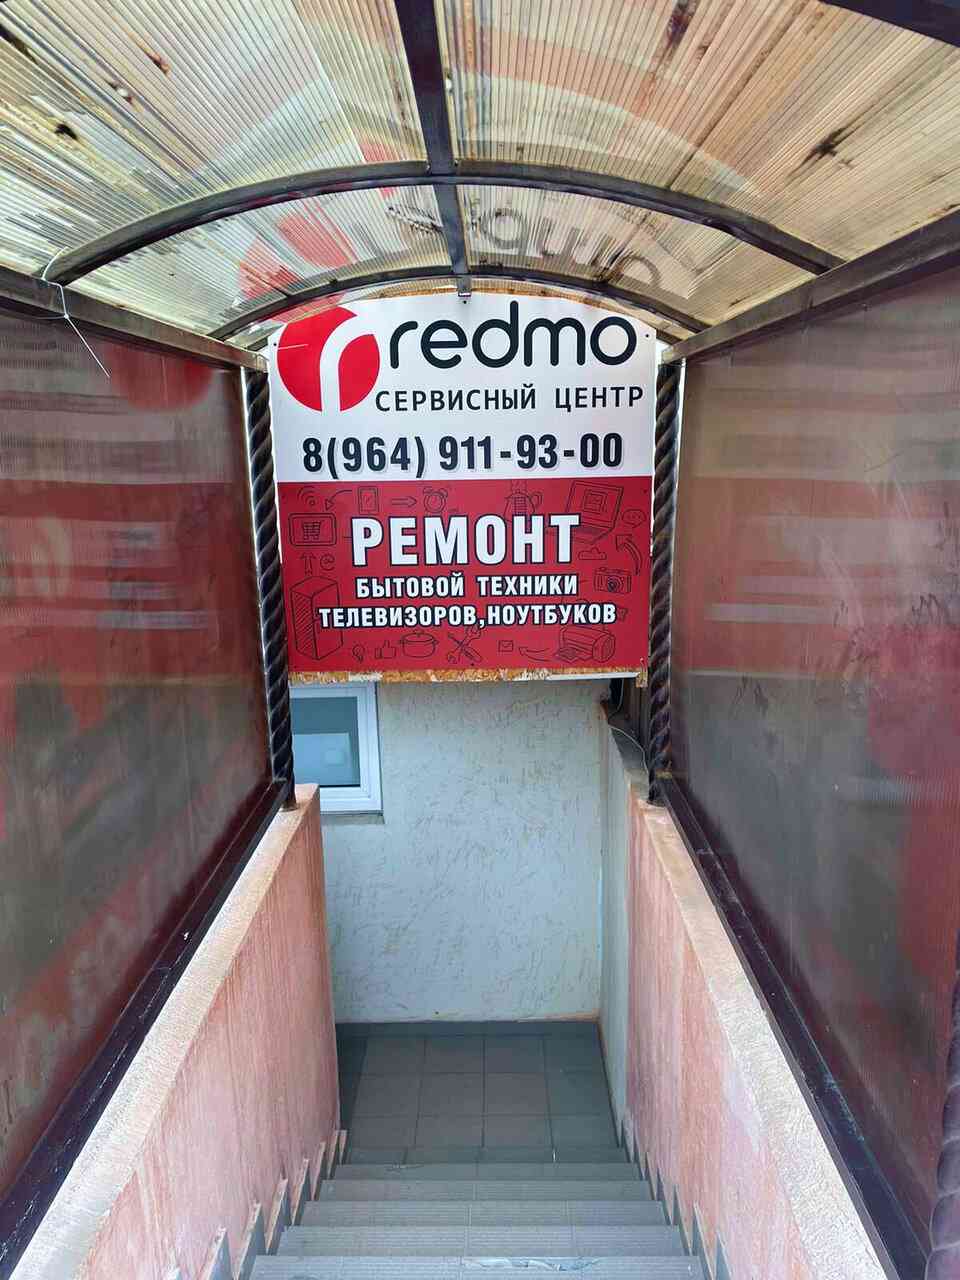 redmo
СЕРВИСНЫЙ ЦЕНТР
8(964) 911-93-00
РЕМОНТ
БЫТОВОЙ ТЕХНИКИ
ТЕЛЕВИЗОРОВ,НОУТБУКОВ